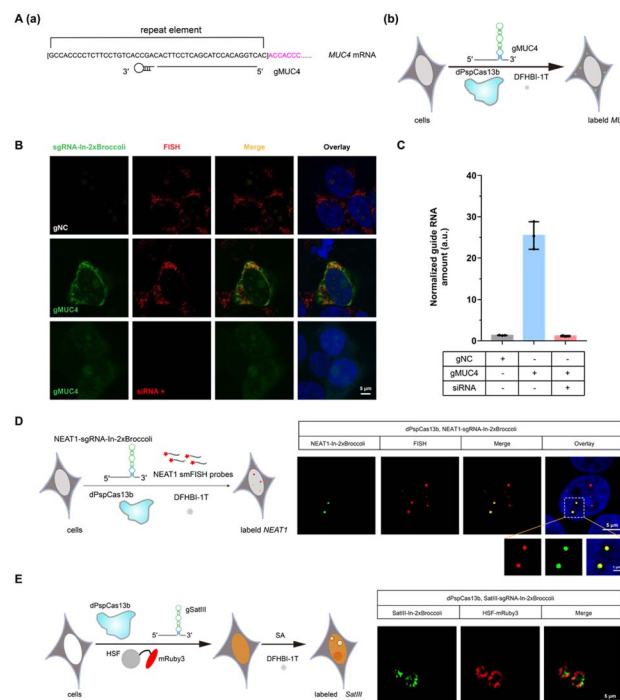 A (a)
repeat element
[GCCACCCCTCTTCCTGTCACCGACACTTCCTCAGCATCCACAGGTCAC]ACCACCC...... MUC4 mRNA
3' 5' gMUC4
(b)
gMUC4
5' 3'
dPspCas13b
DFHBI-1T
cells
labeld
B
sgRNA-In-2xBroccoli FISH Merge Overlay
gNC
gMUC4
gMUC4 siRNA +
5 µm
C
Normalized guide RNA
amount (a.u.)
40
30
20
10
0
gNC + - -
gMUC4 - + +
siRNA - - +
D
NEAT1-sgRNA-In-2xBroccoli
5' 3'
NEAT1 smFISH probes
dPspCas13b
DFHBI-1T
cells
labeld NEAT1
dPspCas13b, NEAT1-sgRNA-In-2xBroccoli
NEAT1-In-2xBroccoli FISH Merge Overlay
5 µm
E
dPspCas13b
gSatIII
5' 3'
HSF
mRuby3
SA
DFHBI-1T
cells
labeled SatIII
dPspCas13b, SatIII-sgRNA-In-2xBroccoli
SatIII-In-2xBroccoli HSF-mRuby3 Merge
5 µm